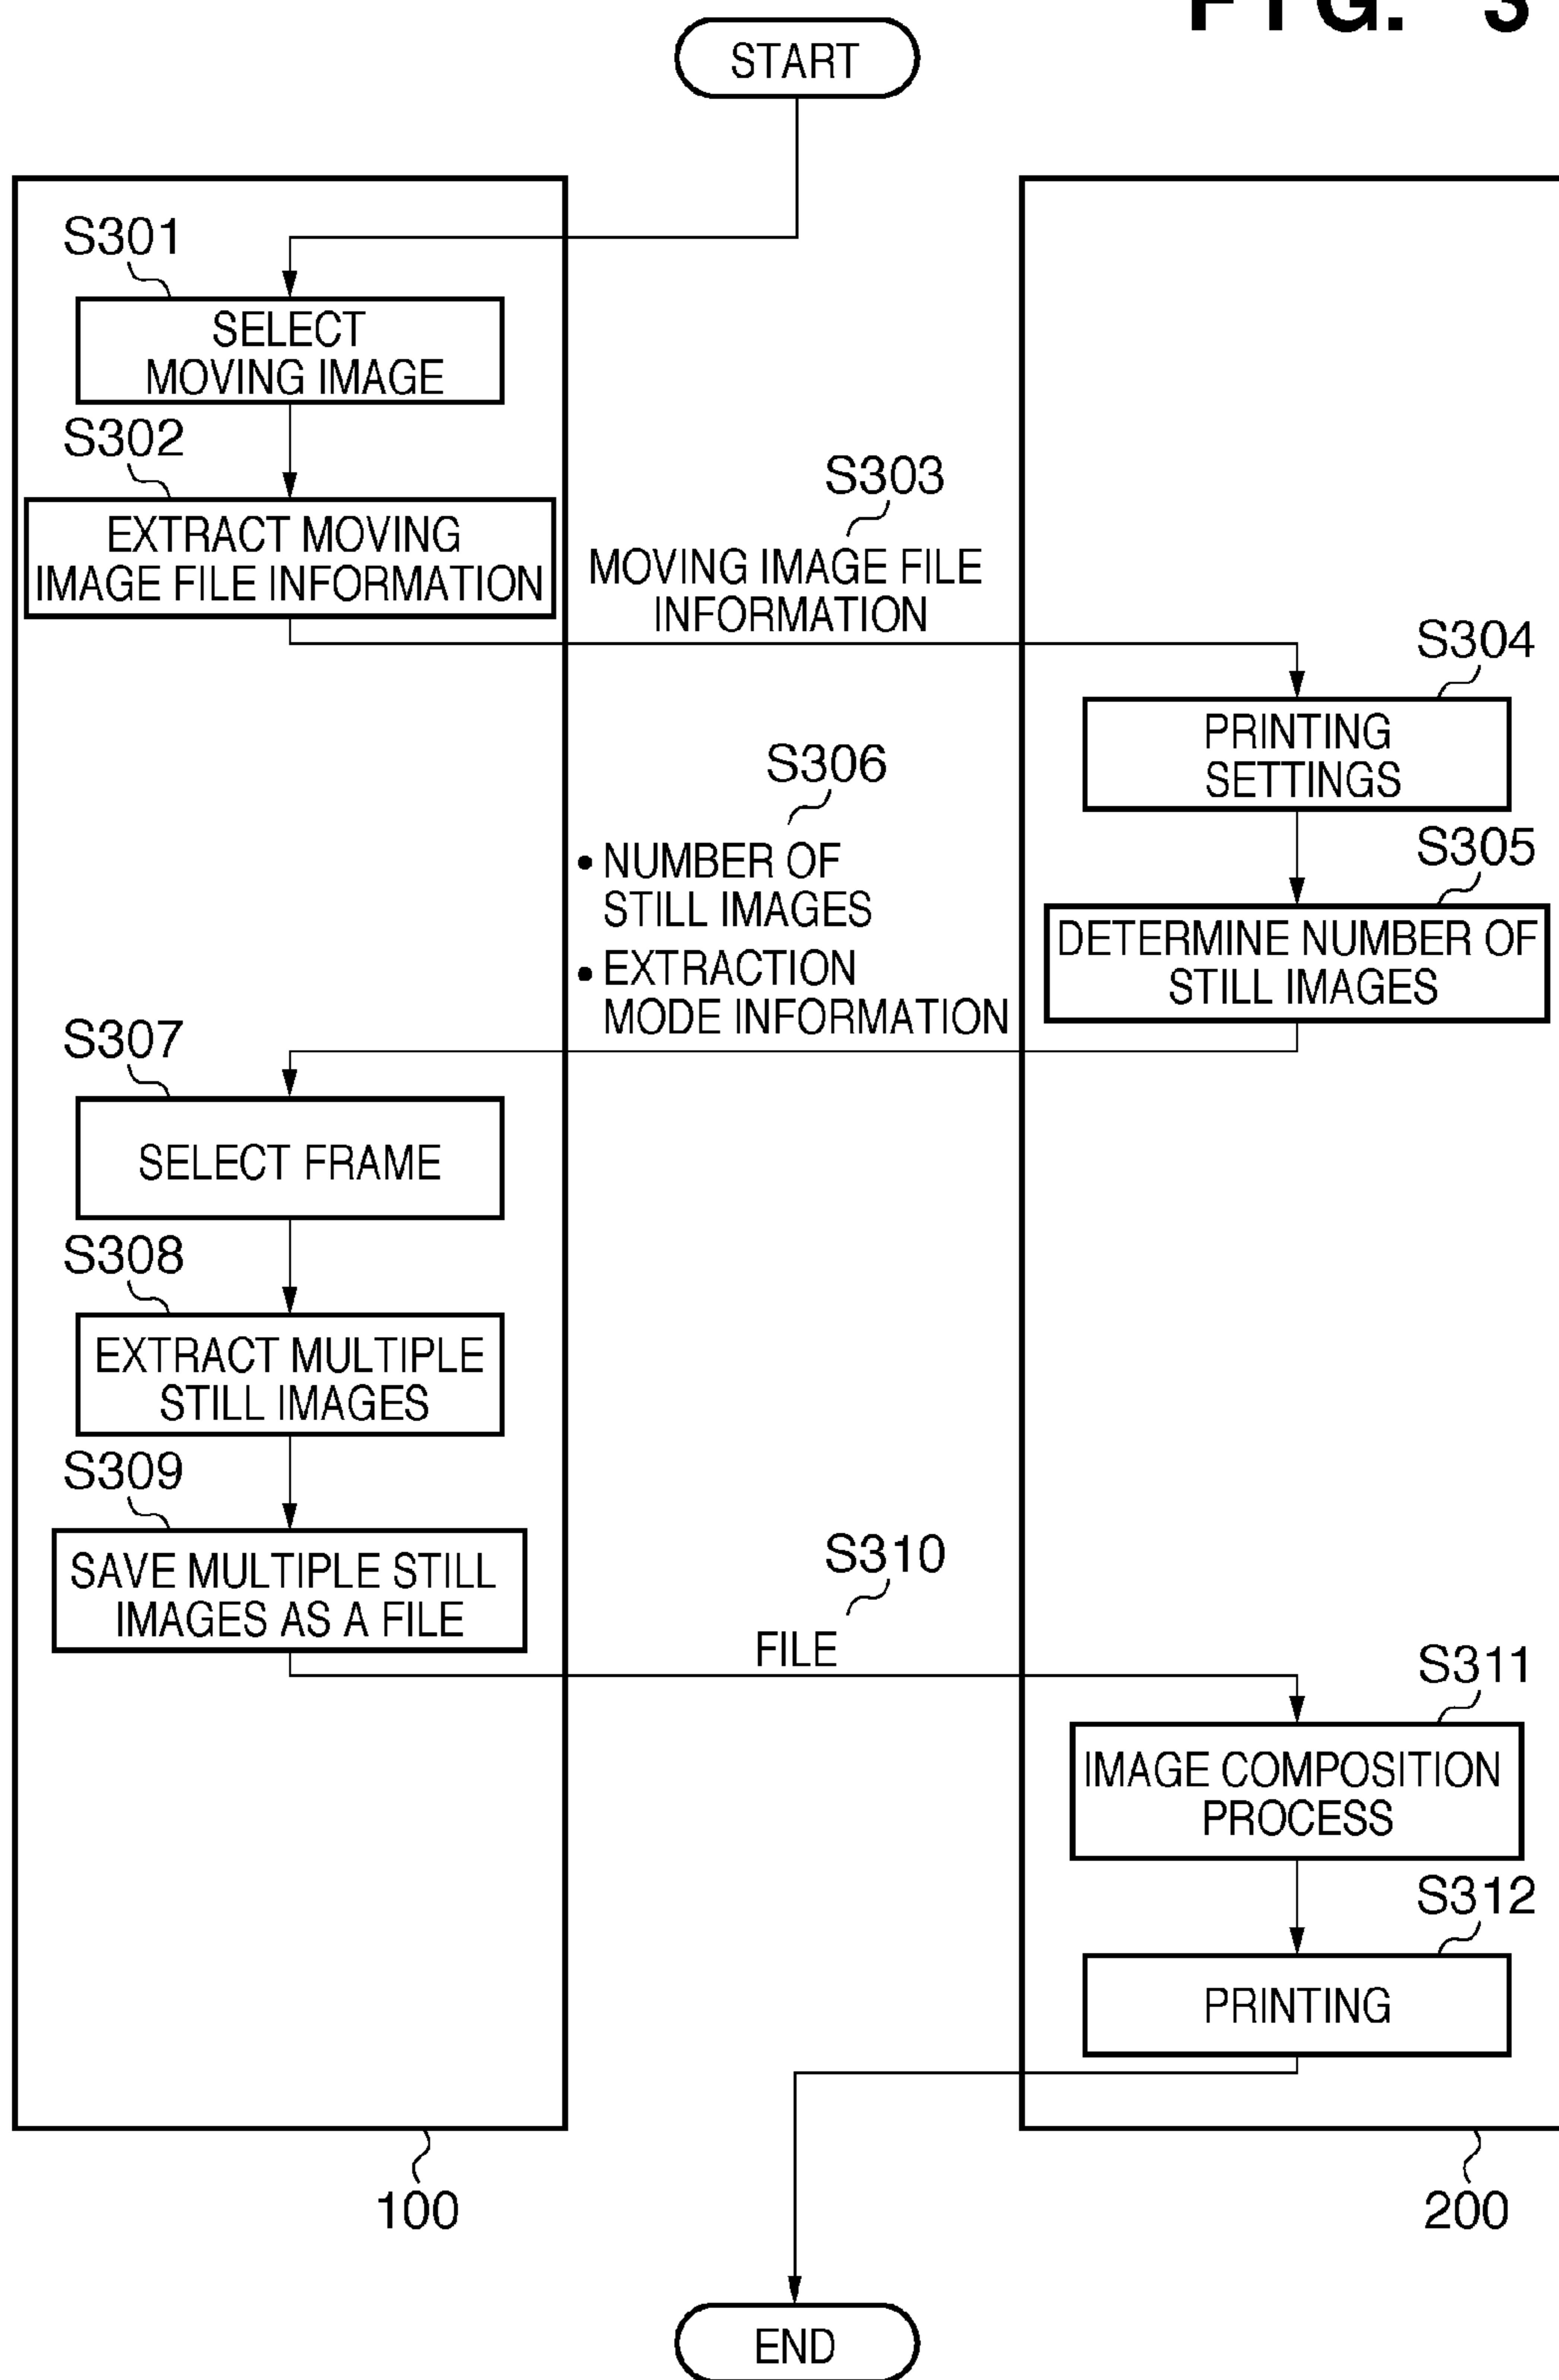 FIG. 3
START
S301
SELECT
MOVING IMAGE
S302
EXTRACT MOVING
IMAGE FILE INFORMATION
S303
MOVING IMAGE FILE
INFORMATION
S304
PRINTING
SETTINGS
S305
DETERMINE NUMBER OF
STILL IMAGES
S306
• NUMBER OF
STILL IMAGES
• EXTRACTION
MODE INFORMATION
S307
SELECT FRAME
S308
EXTRACT MULTIPLE
STILL IMAGES
S309
SAVE MULTIPLE STILL
IMAGES AS A FILE
S310
FILE
S311
IMAGE COMPOSITION
PROCESS
S312
PRINTING
100
200
END